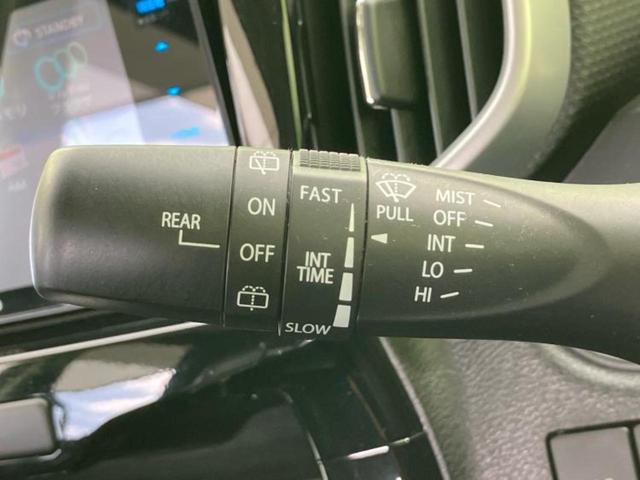 STANDBY
REAR
ON
OFF
FAST
INT
TIME
SLOW
PULL
MIST
OFF
INT
LO
HI